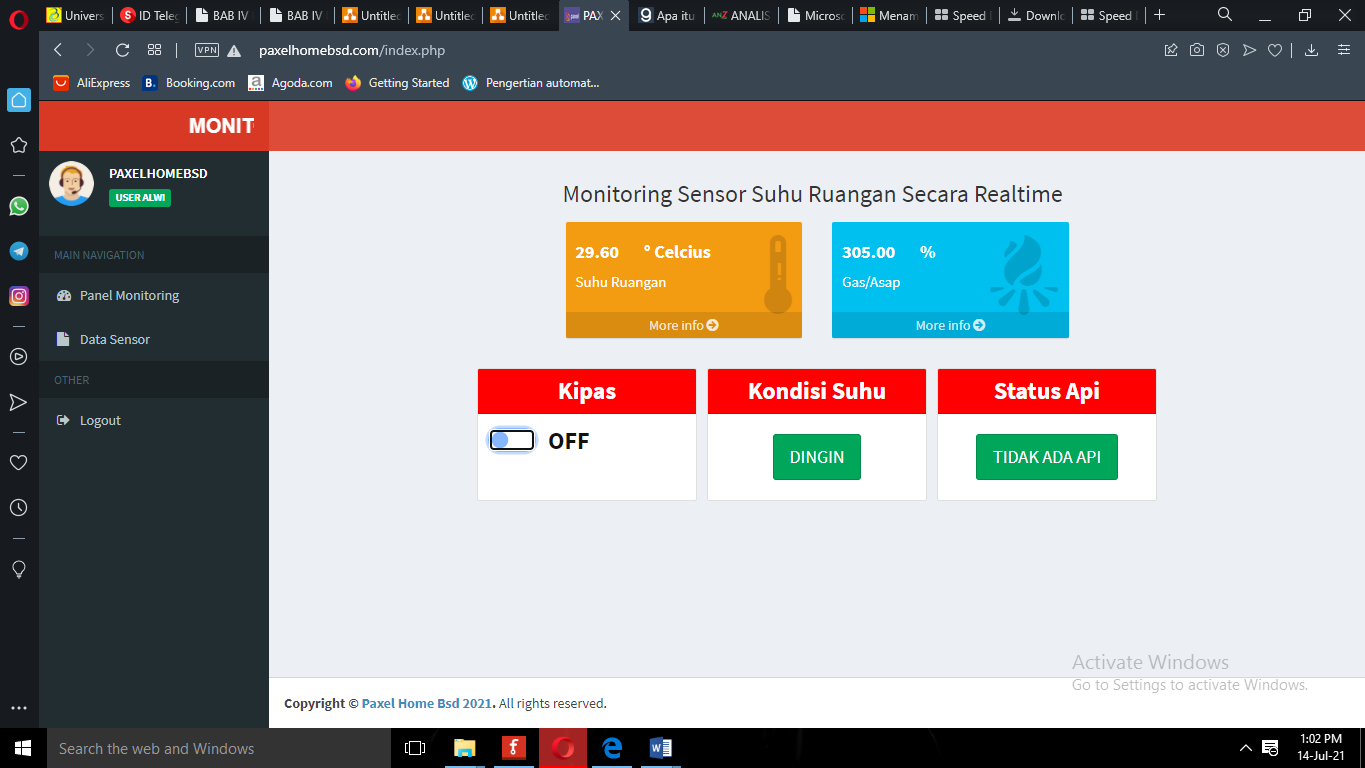 Univers
ID Teleg
BAB IV
BAB IV
Untitled
Untitled
Untitled
PAX
Apa itu
ANALIS
Microsc
Menam
Speed
Downlc
Speed
VPN
paxelhomebsd.com/index.php
AliExpress
Booking.com
Agoda.com
Getting Started
Pengertian automat...
MONIT
PAXELHOMEBSD
USER ALWI
MAIN NAVIGATION
Panel Monitoring
Data Sensor
OTHER
Logout
Monitoring Sensor Suhu Ruangan Secara Realtime
29.60 ° Celcius
Suhu Ruangan
More info
305.00 %
Gas/Asap
More info
Kipas
OFF
Kondisi Suhu
DINGIN
Status Api
TIDAK ADA API
Activate Windows
Go to Settings to activate Windows.
Copyright © Paxel Home Bsd 2021. All rights reserved.
Search the web and Windows
1:02 PM
14-Jul-21